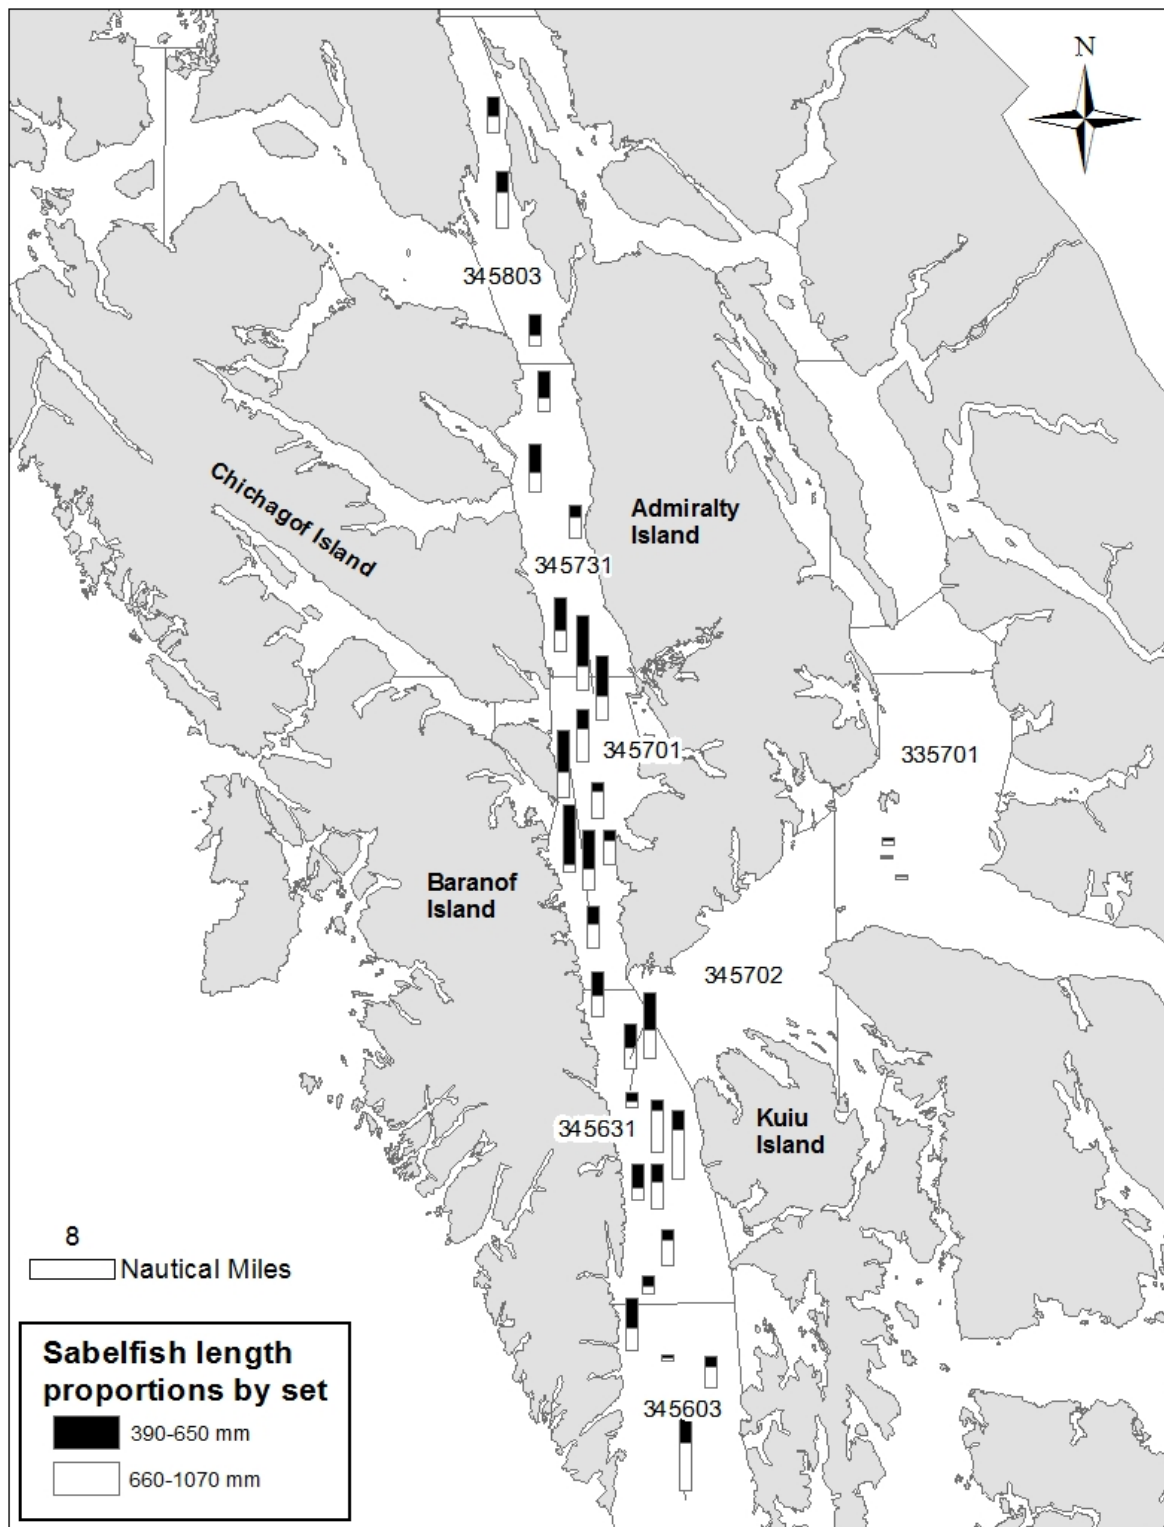 N
345803
Chichagof Island
Admiralty
Island
345731
345701
335701
Baranof
Island
345702
345631
Kuiu
Island
8
Nautical Miles
345603
Sabelfish length
proportions by set
390-650 mm
660-1070 mm